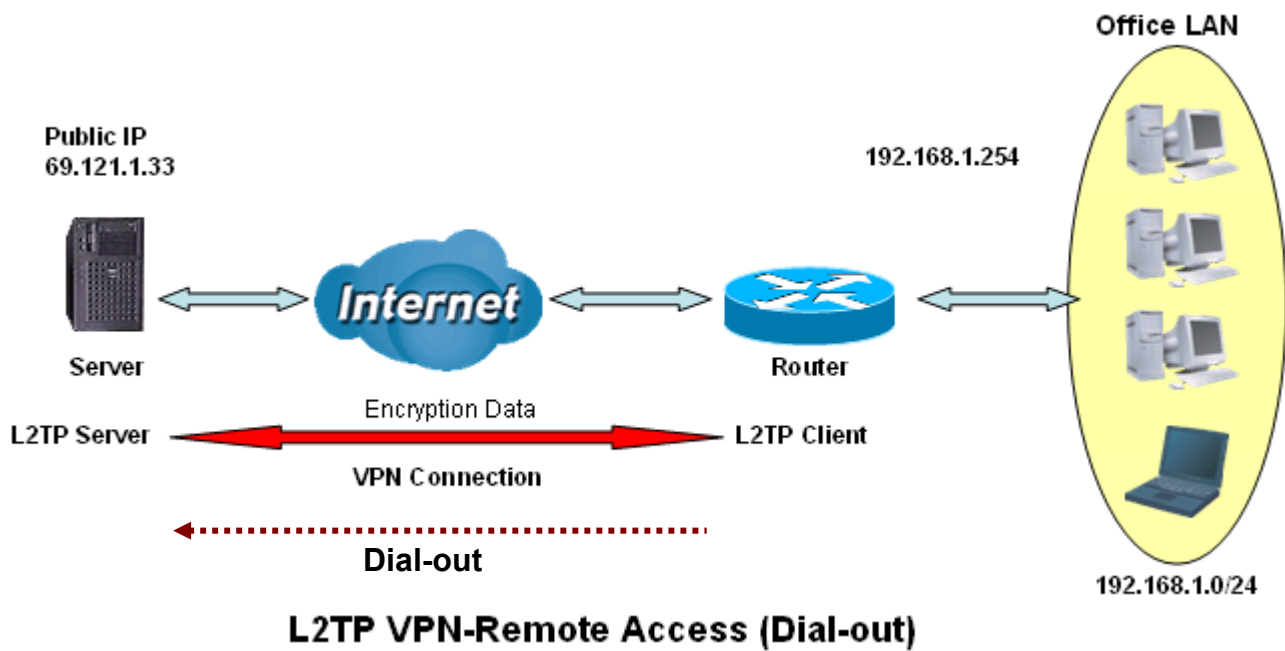 Office LAN
Public IP
69.121.1.33
192.168.1.254
Internet
Server
Router
Encryption Data
L2TP Server
L2TP Client
VPN Connection
Dial-out
192.168.1.0/24
L2TP VPN-Remote Access (Dial-out)